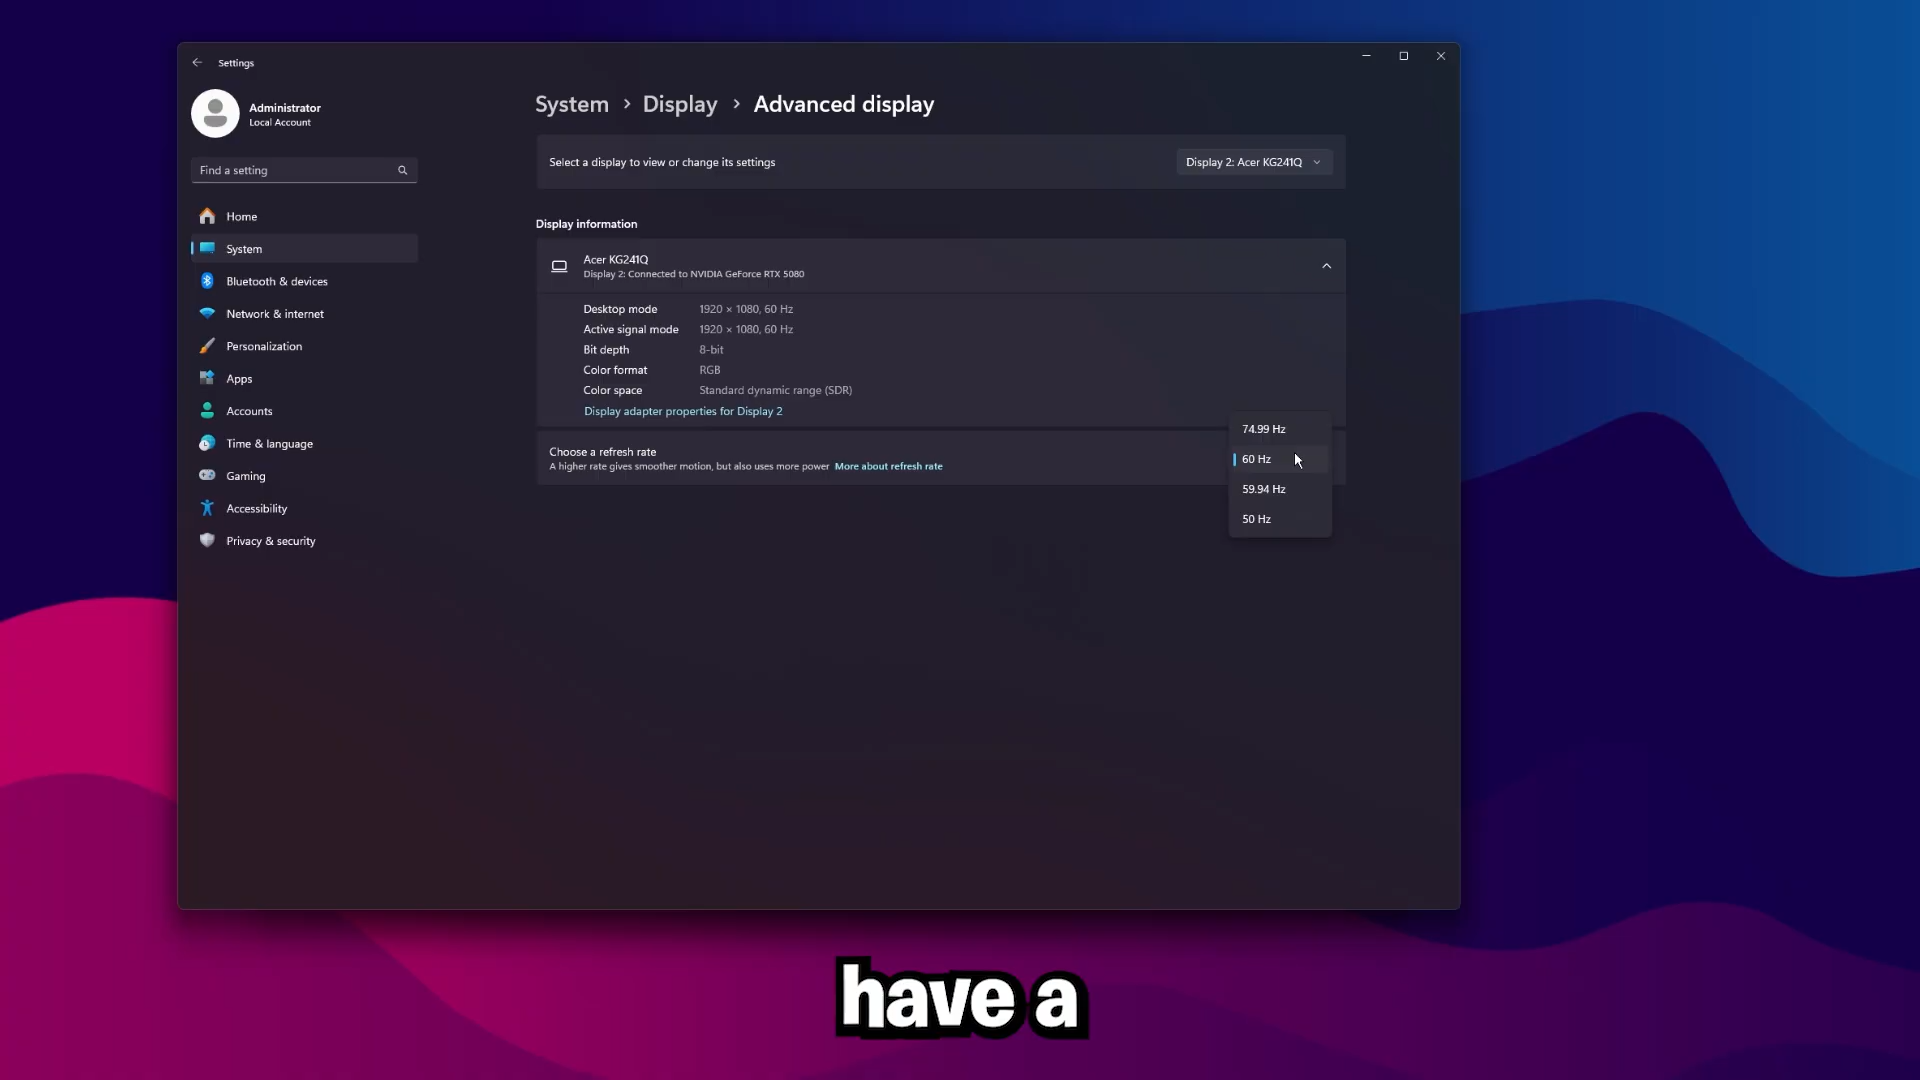 Settings
Administrator
Local Account
Find a setting
Home
System
Bluetooth & devices
Network & internet
Personalization
Apps
Accounts
Time & language
Gaming
Accessibility
Privacy & security
System > Display > Advanced display
Select a display to view or change its settings
Display 2: Acer KG241Q
Display information
Acer KG241Q
Display 2: Connected to NVIDIA GeForce RTX 5080
Desktop mode 1920 × 1080, 60 Hz
Active signal mode 1920 × 1080, 60 Hz
Bit depth 8-bit
Color format RGB
Color space Standard dynamic range (SDR)
Display adapter properties for Display 2
Choose a refresh rate
A higher rate gives smoother motion, but also uses more power More about refresh rate
74.99 Hz
60 Hz
59.94 Hz
50 Hz
have a